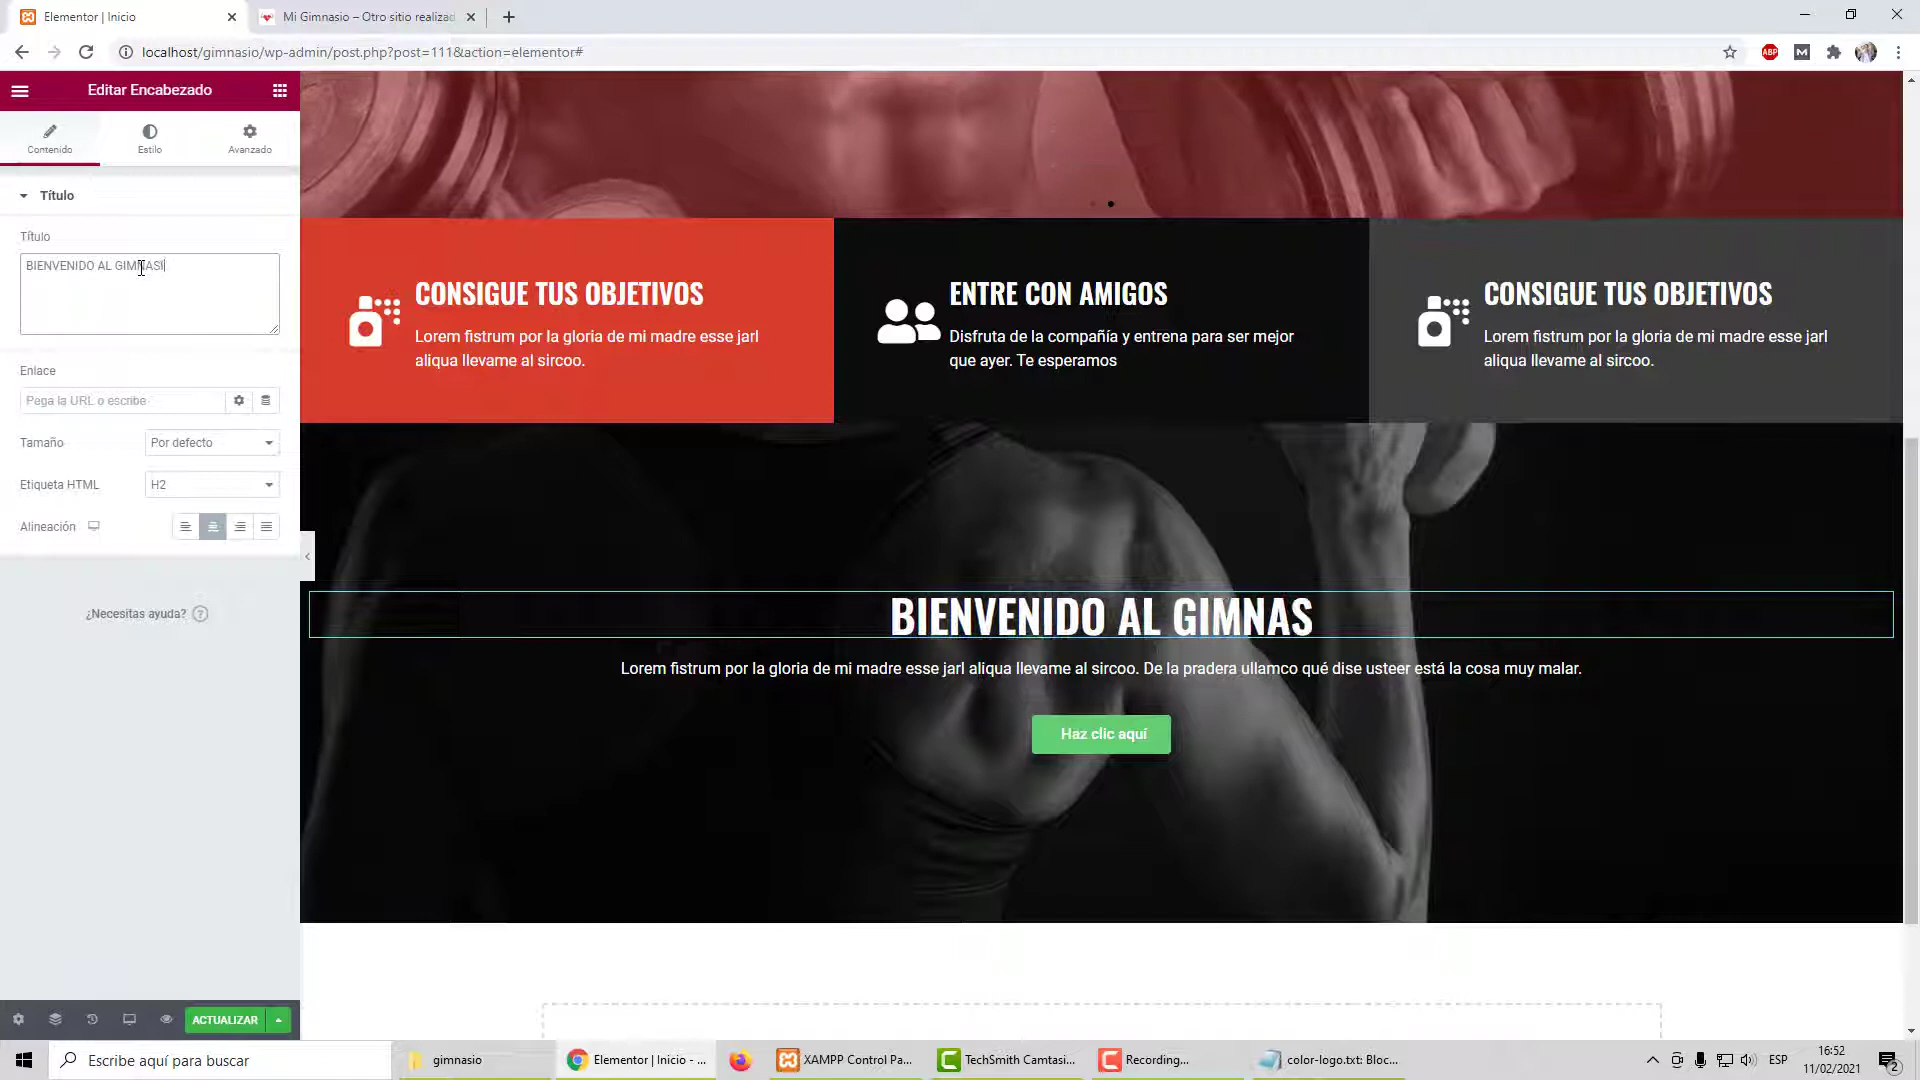 Elementor | Inicio
Mi Gimnasio – Otro sitio realizad
localhost/gimnasio/wp-admin/post.php?post=111&action=elementor#
ABP
M
Editar Encabezado
Contenido
Estilo
Avanzado
Título
Título
BIENVENIDO AL GIMNASI
Enlace
Pega la URL o escribe
Tamaño
Por defecto
Etiqueta HTML
H2
Alineación
¿Necesitas ayuda?
?
ACTUALIZAR
CONSIGUE TUS OBJETIVOS
Lorem fistrum por la gloria de mi madre esse jarl
aliqua llevame al sircoo.
ENTRE CON AMIGOS
Disfruta de la compañía y entrena para ser mejor
que ayer. Te esperamos
CONSIGUE TUS OBJETIVOS
Lorem fistrum por la gloria de mi madre esse jarl
aliqua llevame al sircoo.
BIENVENIDO AL GIMNAS
Lorem fistrum por la gloria de mi madre esse jarl aliqua llevame al sircoo. De la pradera ullamco qué dise usteer está la cosa muy malar.
Haz clic aquí
Escribe aquí para buscar
gimnasio
Elementor | Inicio - ...
XAMPP Control Pa...
TechSmith Camtasi...
Recording...
color-logo.txt: Bloc...
ESP
16:52
11/02/2021
2